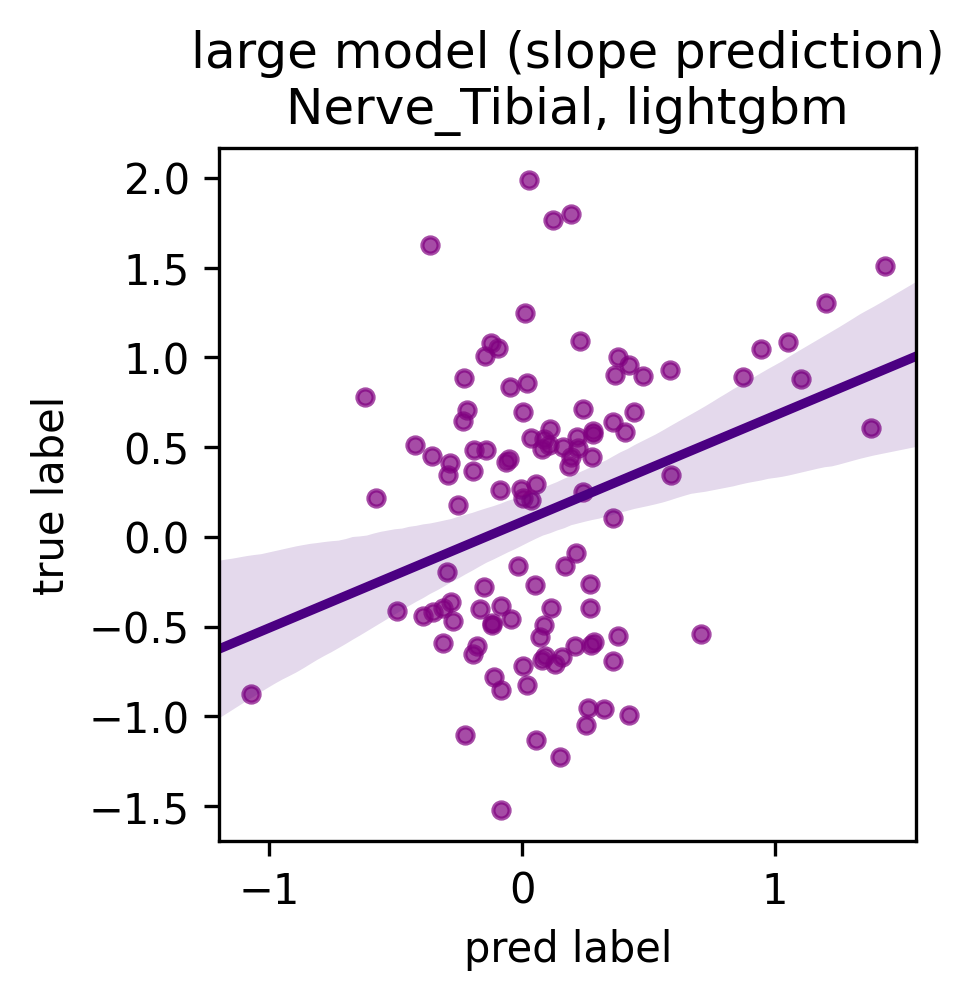 large model (slope prediction)
Nerve_Tibial, lightgbm
2.0
1.5
1.0
0.5
0.0
−0.5
−1.0
−1.5
true label
−1
0
1
pred label